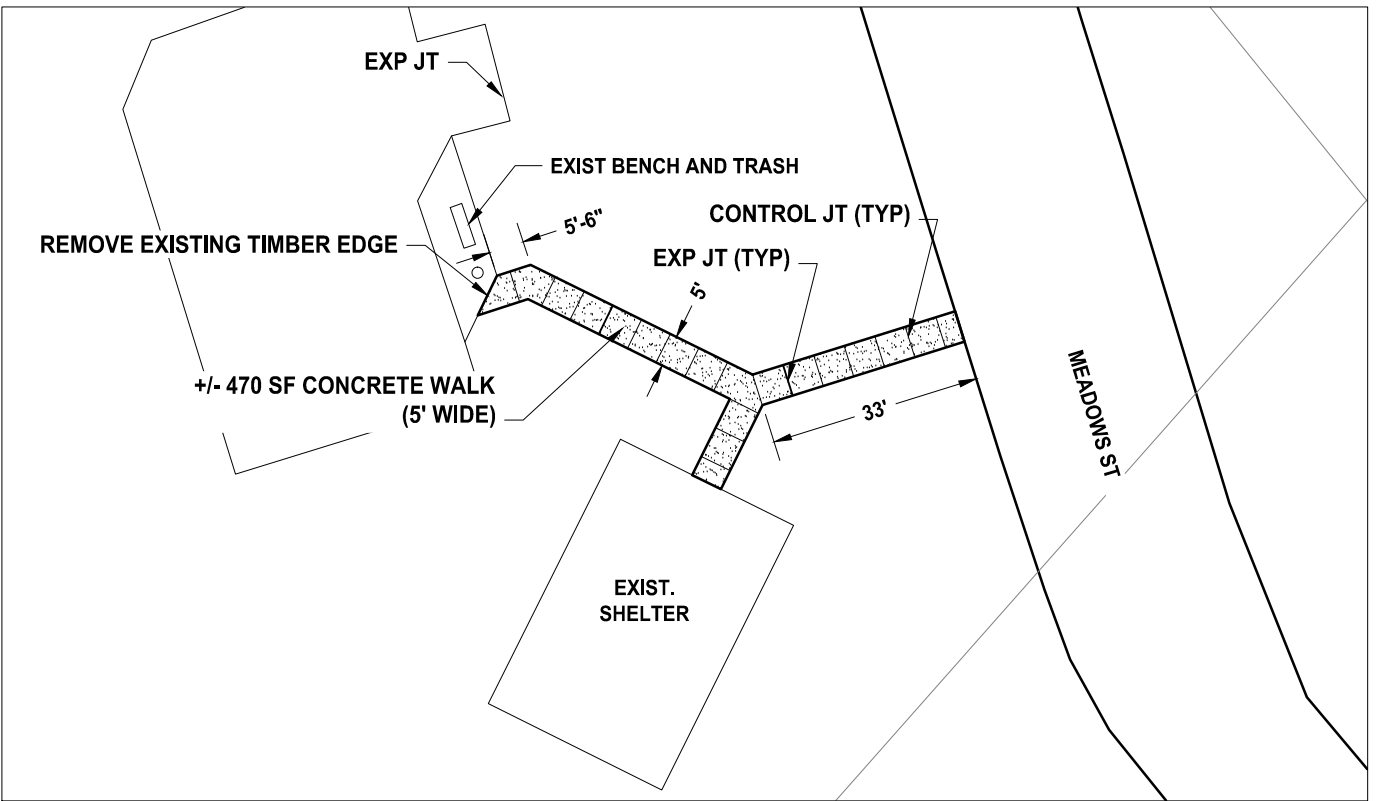 EXP JT
EXIST BENCH AND TRASH
5'-6"
CONTROL JT (TYP)
REMOVE EXISTING TIMBER EDGE
EXP JT (TYP)
5'
+/- 470 SF CONCRETE WALK
(5' WIDE)
33'
MEADOWS ST
EXIST.
SHELTER